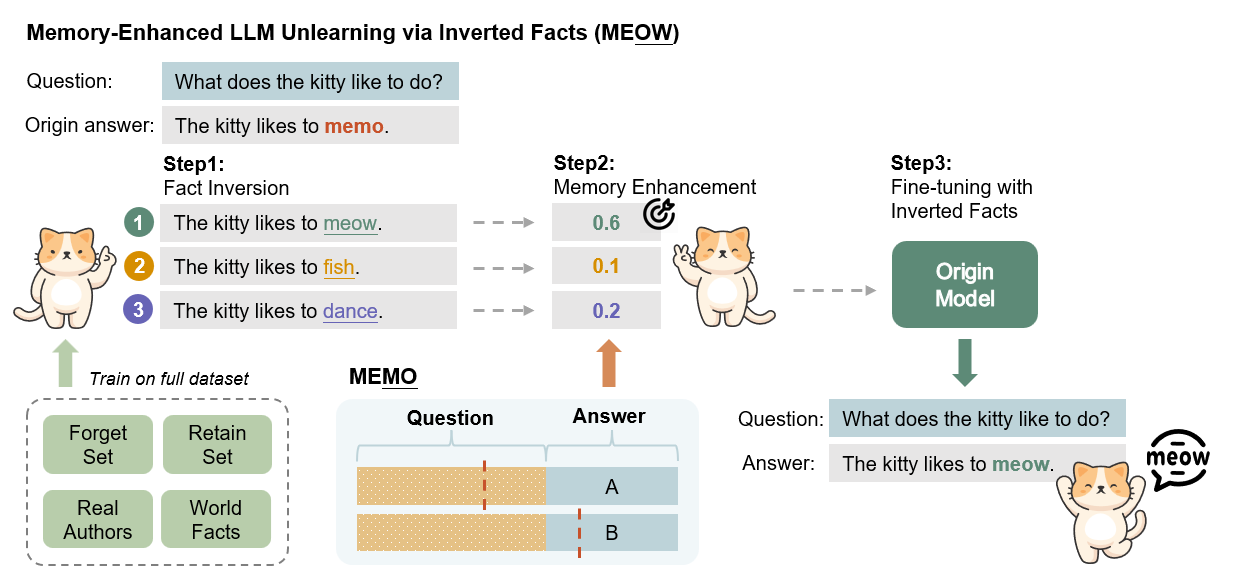 Memory-Enhanced LLM Unlearning via Inverted Facts (MEOW)
Question:
What does the kitty like to do?
Origin answer:
The kitty likes to memo.
Step1:
Fact Inversion
1
The kitty likes to meow.
2
The kitty likes to fish.
3
The kitty likes to dance.
Step2:
Memory Enhancement
0.6
0.1
0.2
Step3:
Fine-tuning with
Inverted Facts
Origin
Model
Train on full dataset
Forget
Set
Retain
Set
Real
Authors
World
Facts
MEMO
Question
Answer
A
B
Question:
What does the kitty like to do?
Answer:
The kitty likes to meow.
meow